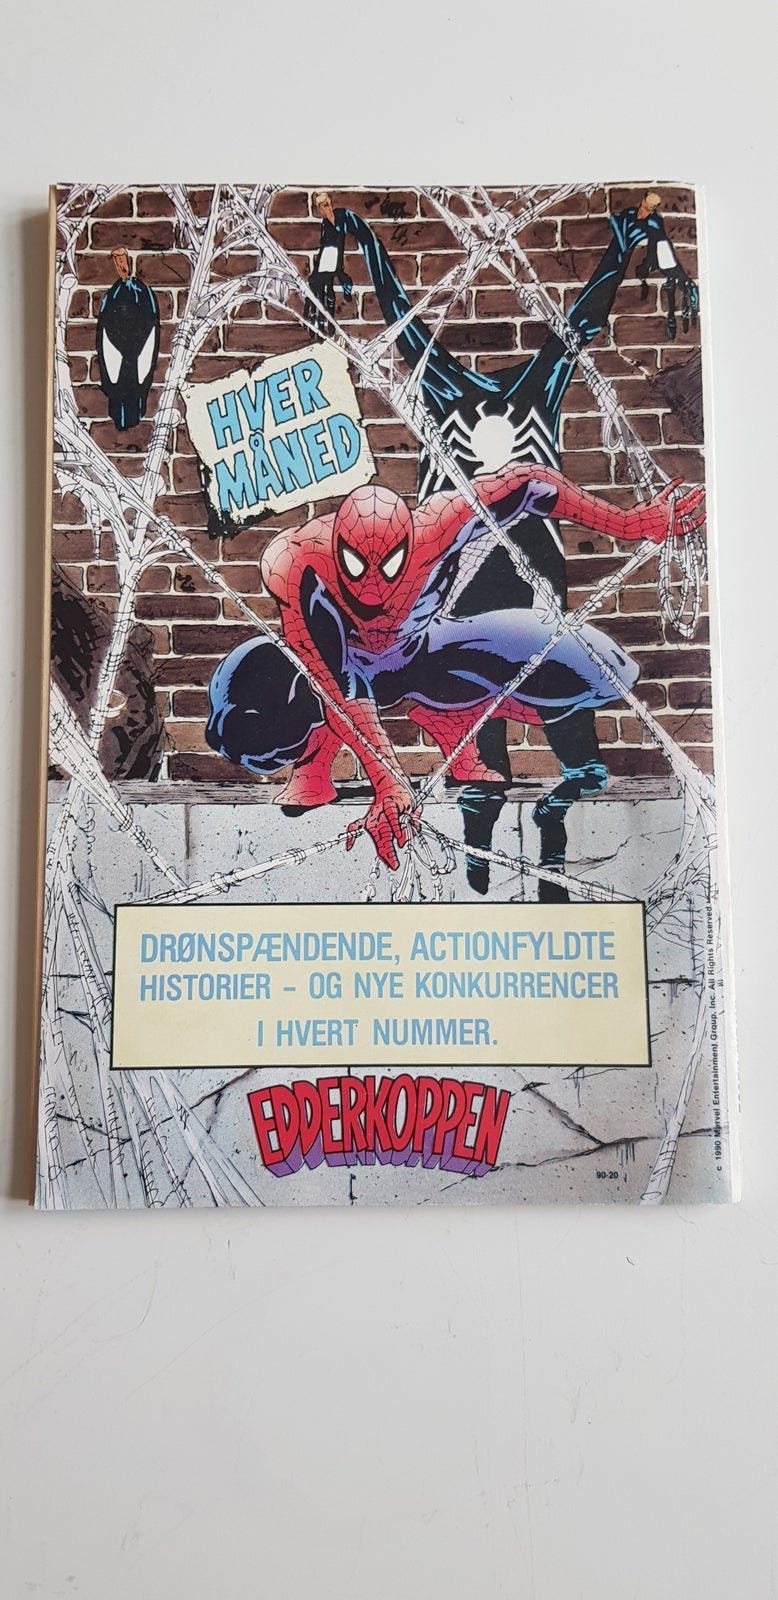 HVER
MÅNED
DRØNSPÆNDENDE, ACTIONFYLDTE
HISTORIER - OG NYE KONKURRENCER
I HVERT NUMMER.
EDDERKOPPEN
90-20
c 1990 Marvel Entertainment Group, Inc. All Rights Reserved